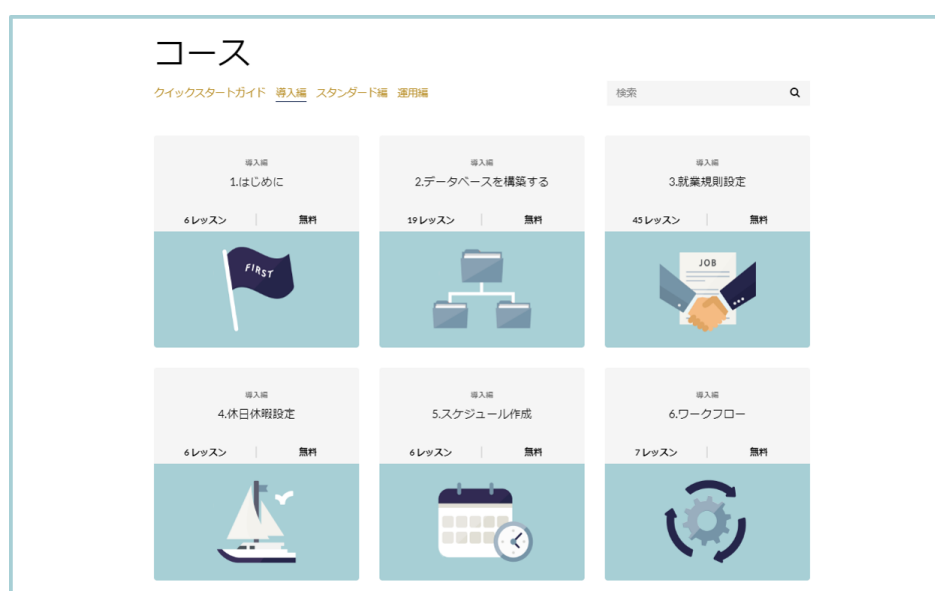 コース
クイックスタートガイド 導入編 スタンダード編 運用編
検索
導入編
1.はじめに
6レッスン 無料
FIRST
導入編
2.データベースを構築する
19レッスン 無料
導入編
3.就業規則設定
45レッスン 無料
JOB
導入編
4.休日休暇設定
6レッスン 無料
導入編
5.スケジュール作成
6レッスン 無料
導入編
6.ワークフロー
7レッスン 無料